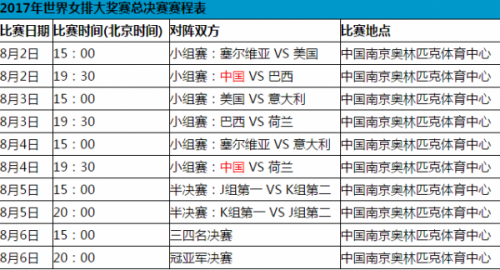 2017年世界女排大奖赛总决赛赛程表
比赛日期 比赛时间(北京时间) 对阵双方 比赛地点
8月2日 15：00 小组赛：塞尔维亚 VS 美国 中国南京奥林匹克体育中心
8月2日 19：30 小组赛：中国 VS 巴西 中国南京奥林匹克体育中心
8月3日 15：00 小组赛：美国 VS 意大利 中国南京奥林匹克体育中心
8月3日 19：30 小组赛：巴西 VS 荷兰 中国南京奥林匹克体育中心
8月4日 15：00 小组赛：塞尔维亚 VS 意大利 中国南京奥林匹克体育中心
8月4日 19：30 小组赛：中国 VS 荷兰 中国南京奥林匹克体育中心
8月5日 15：00 半决赛：J组第一 VS K组第二 中国南京奥林匹克体育中心
8月5日 20：00 半决赛：K组第一 VS J组第二 中国南京奥林匹克体育中心
8月6日 15：00 三四名决赛 中国南京奥林匹克体育中心
8月6日 20：00 冠亚军决赛 中国南京奥林匹克体育中心